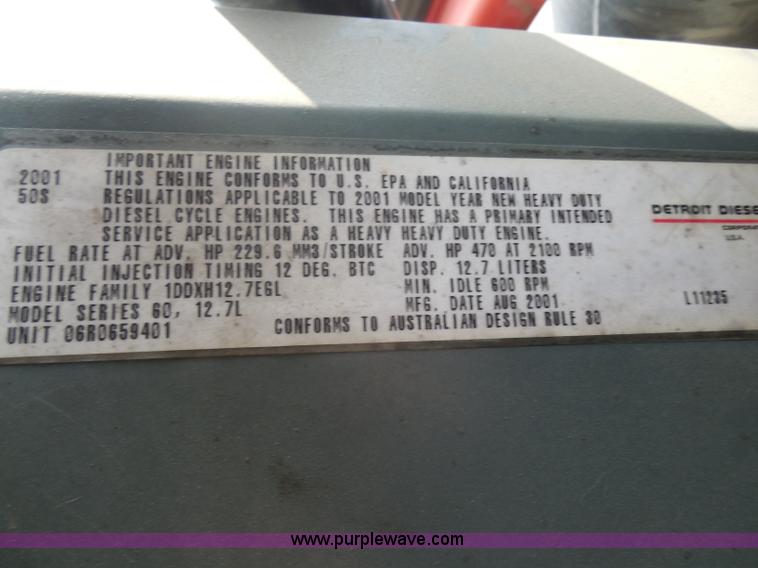 IMPORTANT ENGINE INFORMATION
2001 THIS ENGINE CONFORMS TO U.S. EPA AND CALIFORNIA
50S REGULATIONS APPLICABLE TO 2001 MODEL YEAR NEW HEAVY DUTY
DIESEL CYCLE ENGINES. THIS ENGINE HAS A PRIMARY INTENDED
SERVICE APPLICATION AS A HEAVY HEAVY DUTY ENGINE.
FUEL RATE AT ADV. HP 229.6 MM3/STROKE ADV. HP 470 AT 2100 RPM
INITIAL INJECTION TIMING 12 DEG. BTC DISP. 12.7 LITERS
ENGINE FAMILY 1DDXH12.7EGL MIN. IDLE 600 RPM
MODEL SERIES 60, 12.7L MFG. DATE AUG 2001
UNIT 06R0659401 CONFORMS TO AUSTRALIAN DESIGN RULE 30
DETROIT DIESE
CORPORAT
U.S.A.
L11235
www.purplewave.com